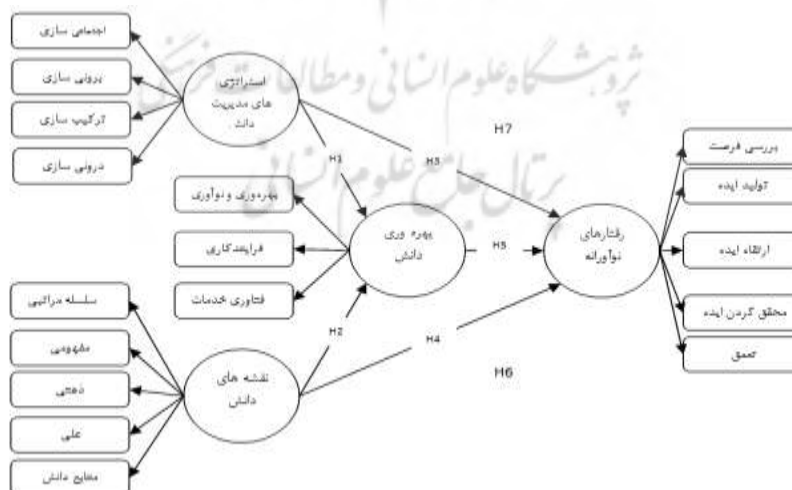 پژوهشگاه علوم انسانی و مطالعات فرهنگی
پرتال جامع علوم انسانی
اجتماعی سازی
برونی سازی
ترکیب سازی
درونی سازی
استراتژی
های مدیریت
دانش
H7
H1
H3
بهره‌وری و نوآوری
فرایندکاری
فناوری خدمات
بهره وری
دانش
H5
رفتارهای
نوآورانه
بررسی فرصت
تولید ایده
ارتقاء ایده
محقق کردن ایده
تعمق
سلسله مراتبی
مفهومی
ذهنی
علی
منابع دانش
نقشه های
دانش
H2
H4
H6